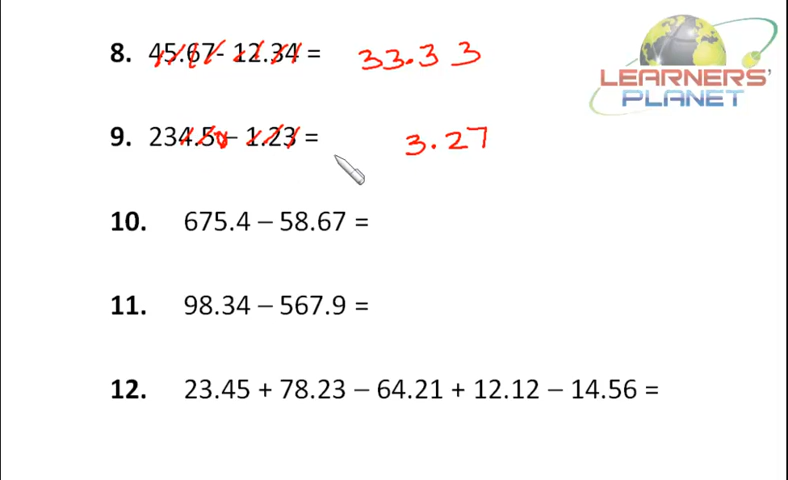 8. 45.67- 12.34 = 33.33
LEARNERS'
PLANET
9. 234.50 – 1.23 = 3.27
10. 675.4 – 58.67 =
11. 98.34 – 567.9 =
12. 23.45 + 78.23 – 64.21 + 12.12 – 14.56 =